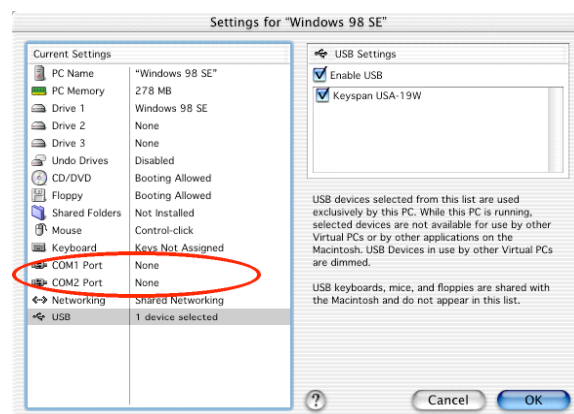 Settings for “Windows 98 SE”
Current Settings
PC Name "Windows 98 SE"
PC Memory 278 MB
Drive 1 Windows 98 SE
Drive 2 None
Drive 3 None
Undo Drives Disabled
CD/DVD Booting Allowed
Floppy Booting Allowed
Shared Folders Not Installed
Mouse Control-click
Keyboard Keys Not Assigned
COM1 Port None
COM2 Port None
Networking Shared Networking
USB 1 device selected
USB Settings
Enable USB
Keyspan USA-19W
USB devices selected from this list are used
exclusively by this PC. While this PC is running,
selected devices are not available for use by other
Virtual PCs or by other applications on the
Macintosh. USB Devices in use by other Virtual PCs
are dimmed.
USB keyboards, mice, and floppies are shared with
the Macintosh and do not appear in this list.
?
Cancel
OK